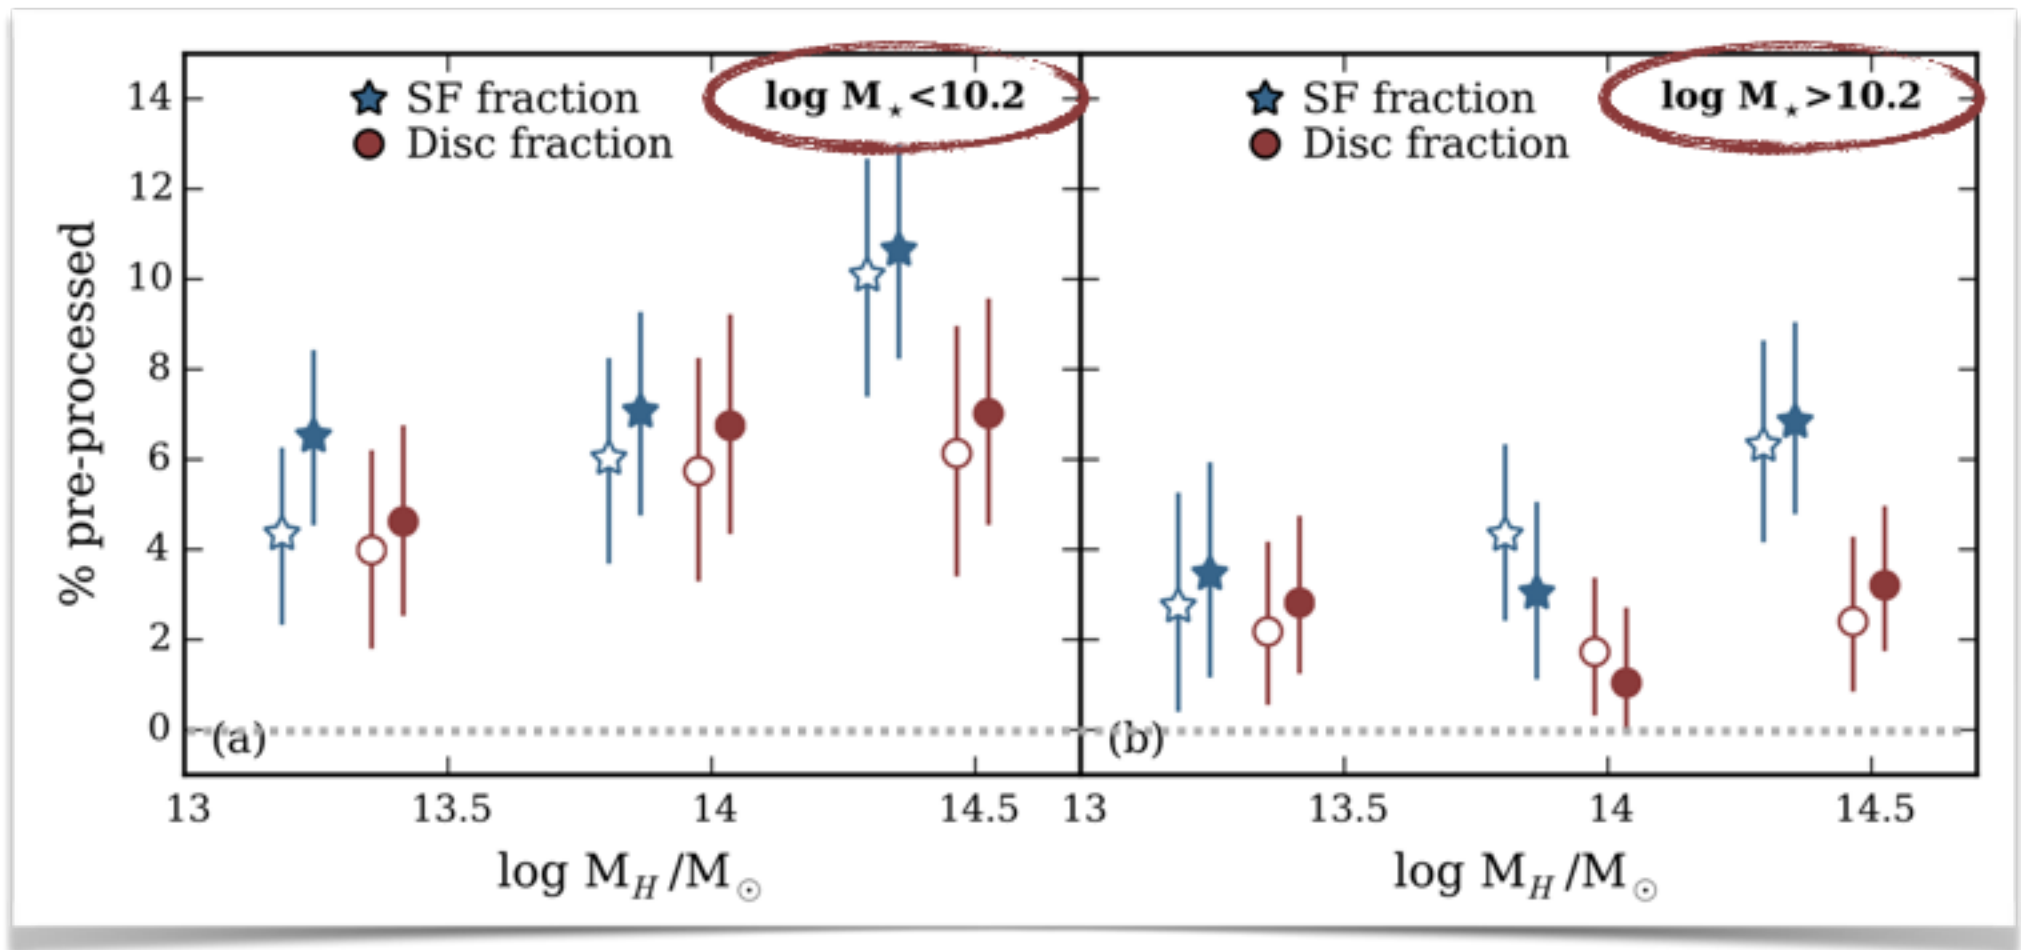 SF fraction
Disc fraction
log M⋆<10.2
SF fraction
Disc fraction
log M⋆>10.2
% pre-processed
14
12
10
8
6
4
2
0
(a)
(b)
13
13.5
14
14.5
13
13.5
14
14.5
log M_H/M_⊙
log M_H/M_⊙